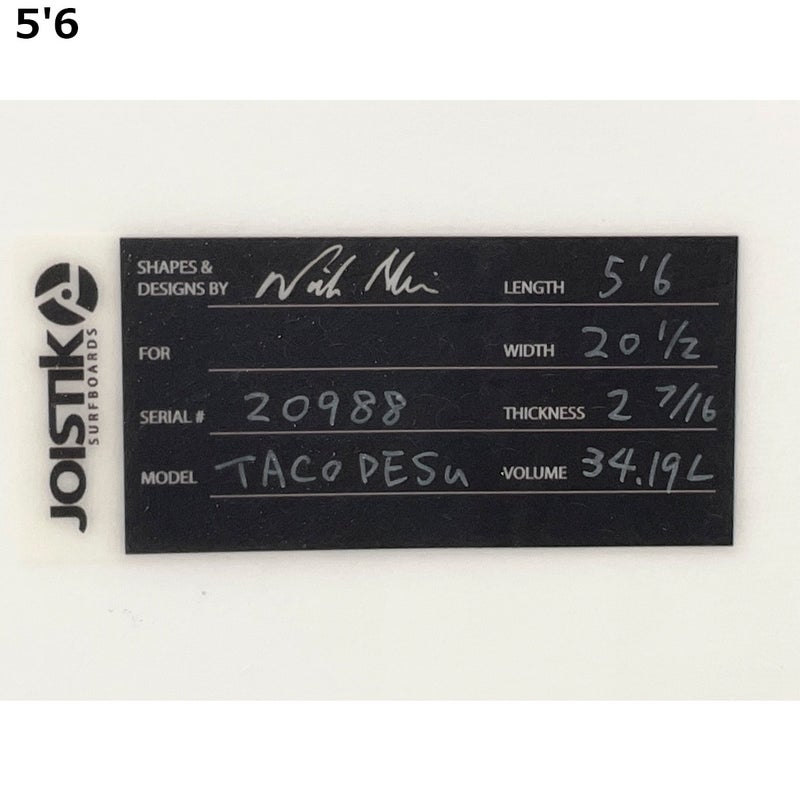 5'6
JOISTIK
SURFBOARDS
SHAPES &
DESIGNS BY
LENGTH 5'6
FOR
WIDTH 20 1/2
SERIAL # 20988
THICKNESS 2 7/16
MODEL TACO DESu
VOLUME 34.19L